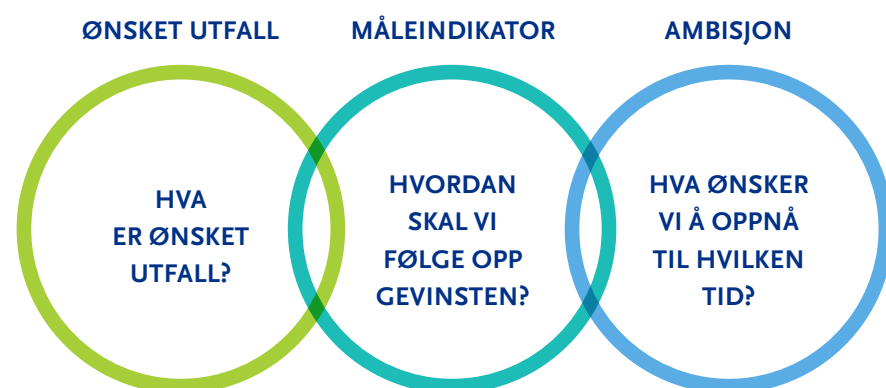 ØNSKET UTFALL
MÅLEINDIKATOR
AMBISJON
HVA
ER ØNSKET
UTFALL?
HVORDAN
SKAL VI
FØLGE OPP
GEVINSTEN?
HVA ØNSKER
VI Å OPPNÅ
TIL HVILKEN
TID?